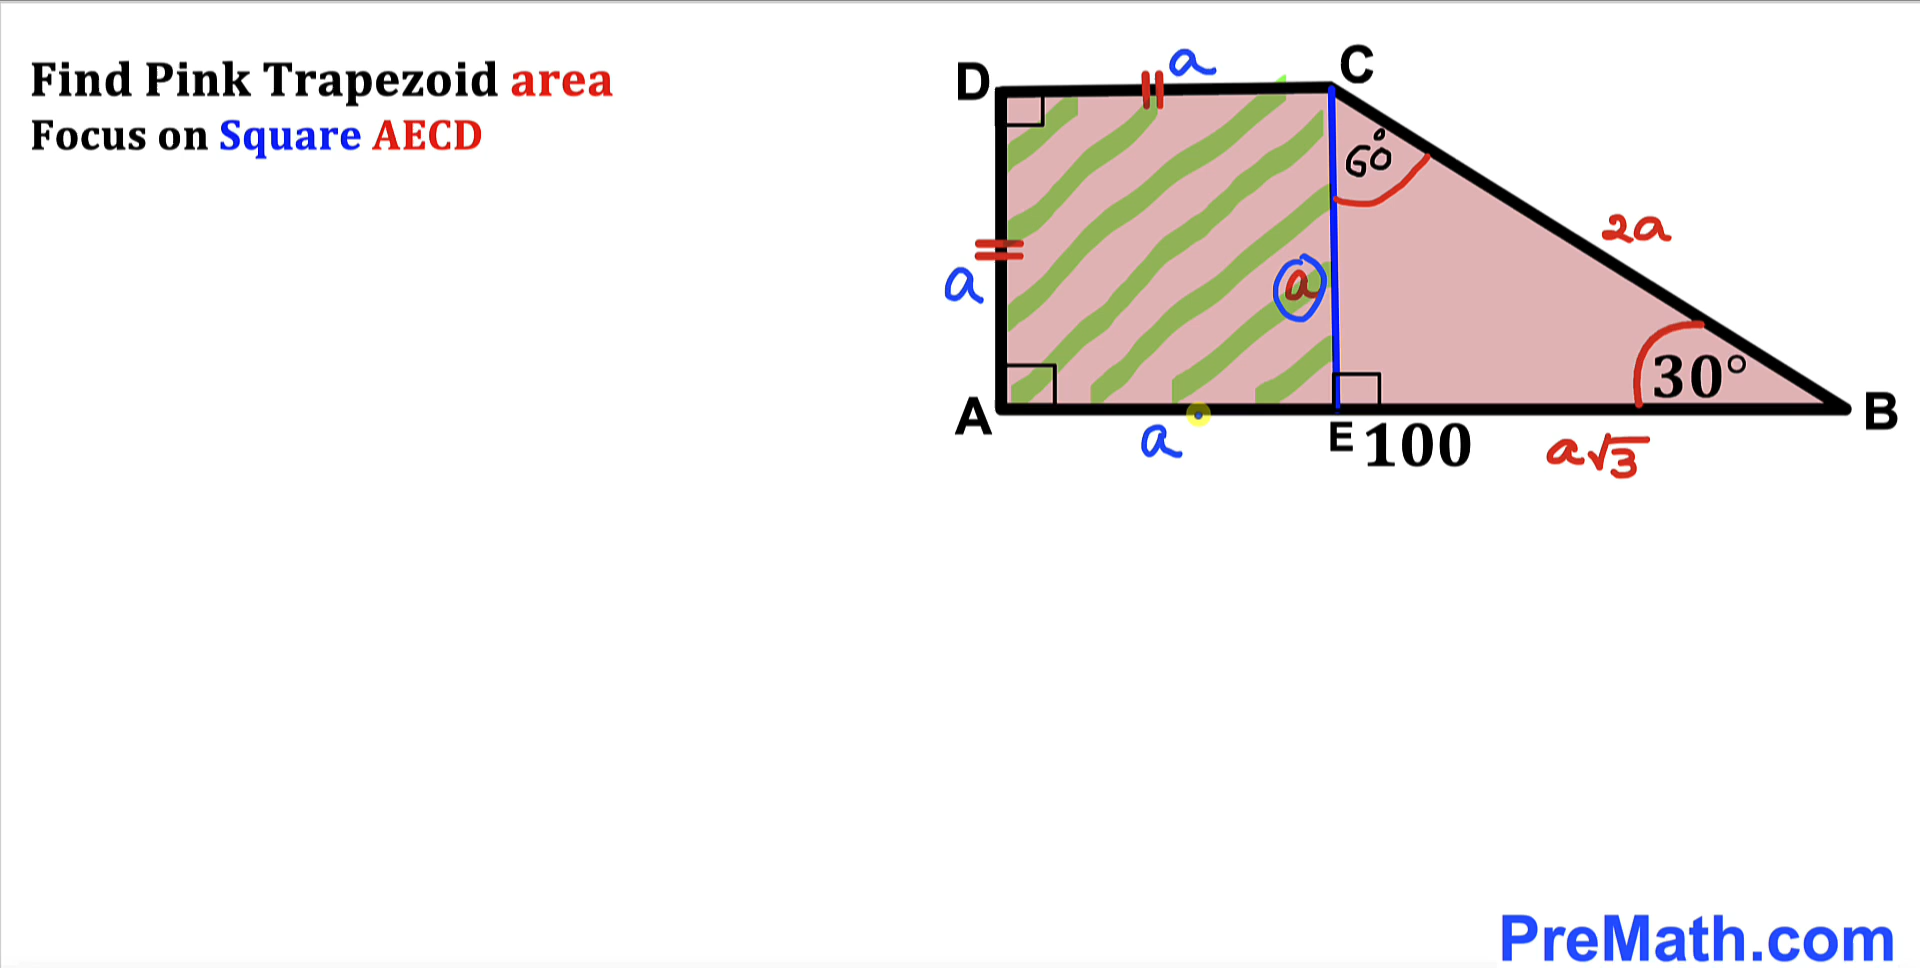 Find Pink Trapezoid area
Focus on Square AECD
D
a
C
60°
2a
a
a
30°
A
a
E
100
a√3
B
PreMath.com